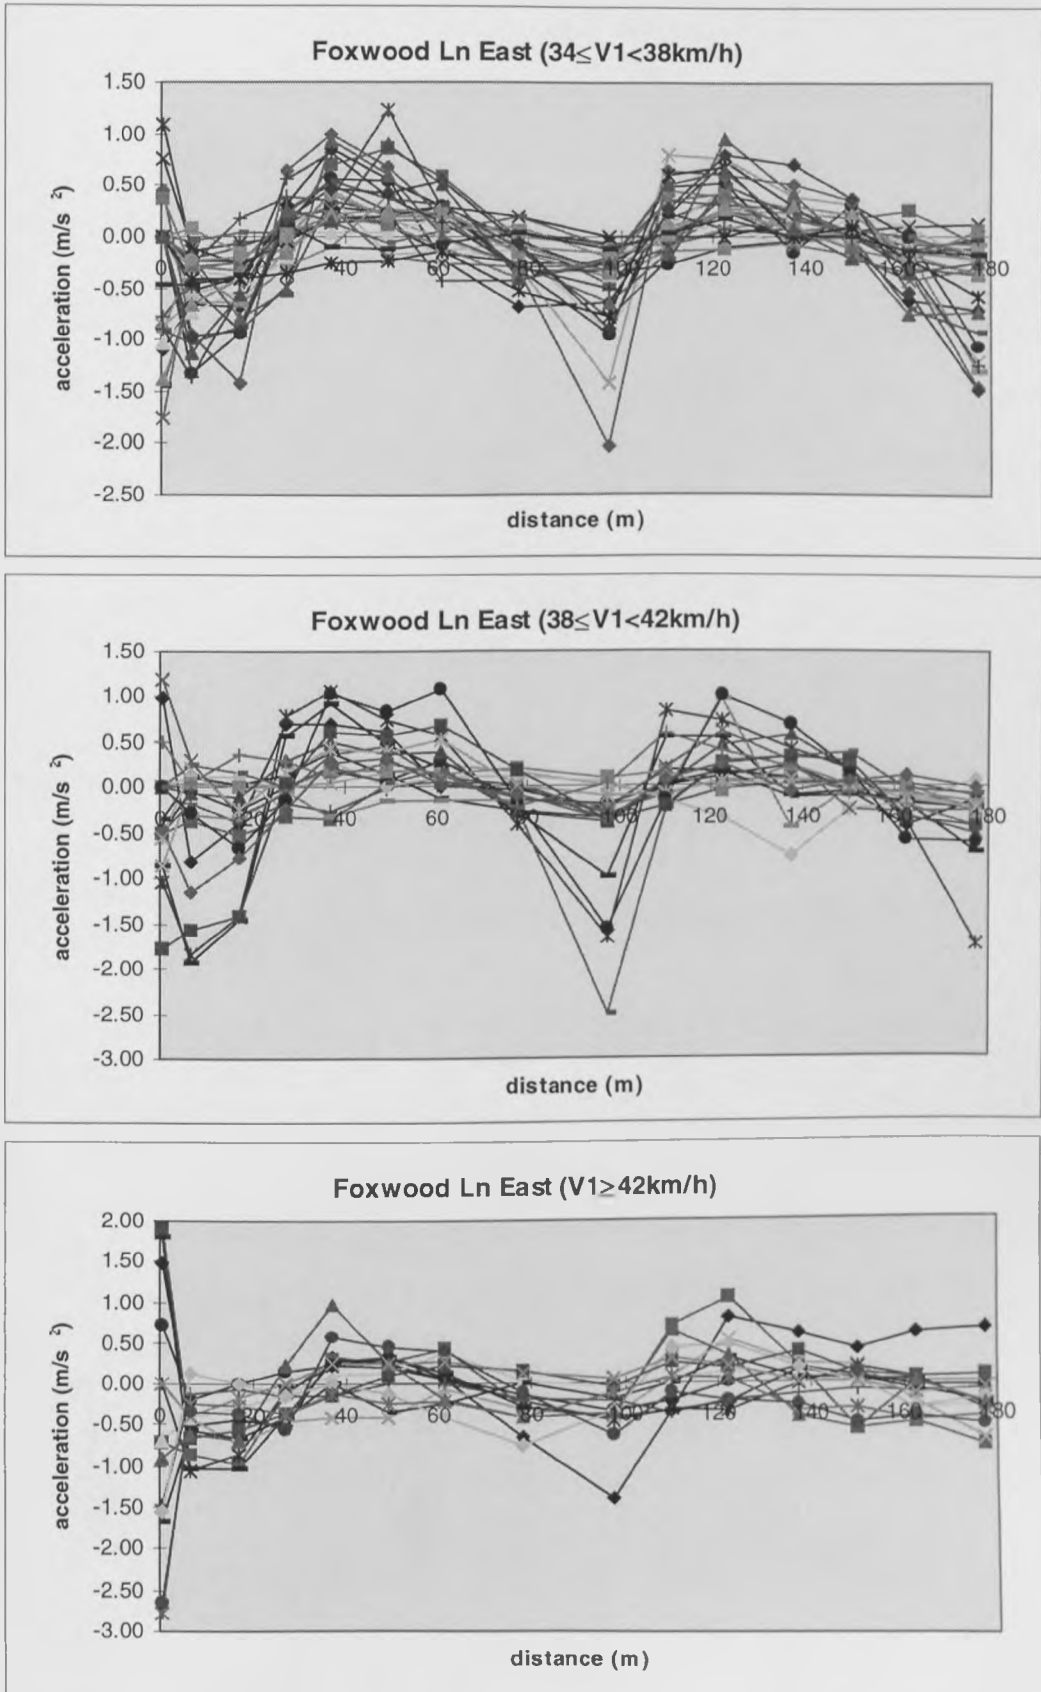 Foxwood Ln East (34≤V1<38km/h)
1.50
1.00
0.50
0.00
-0.50
-1.00
-1.50
-2.00
-2.50
0 20 40 60 80 100 120 140 160 180
acceleration (m/s ²)
distance (m)
Foxwood Ln East (38≤V1<42km/h)
1.50
1.00
0.50
0.00
-0.50
-1.00
-1.50
-2.00
-2.50
-3.00
0 20 40 60 80 100 120 140 160 180
acceleration (m/s ²)
distance (m)
Foxwood Ln East (V1≥42km/h)
2.00
1.50
1.00
0.50
0.00
-0.50
-1.00
-1.50
-2.00
-2.50
-3.00
0 20 40 60 80 100 120 140 160 180
acceleration (m/s ²)
distance (m)